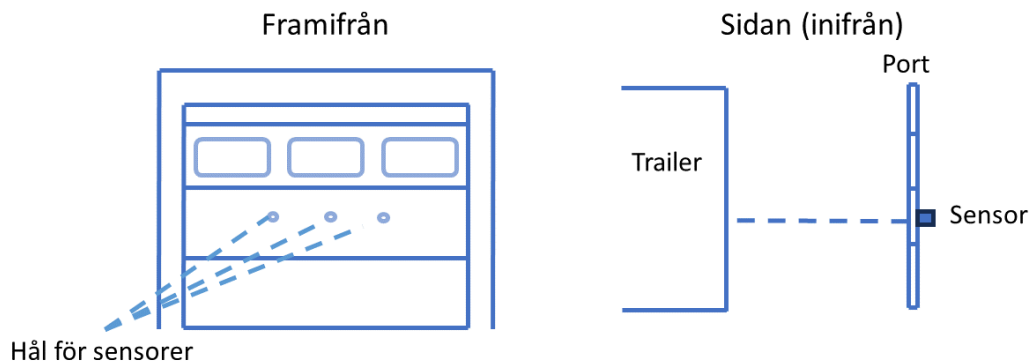 Framifrån
Sidan (inifrån)
Port
Trailer
Sensor
Hål för sensorer